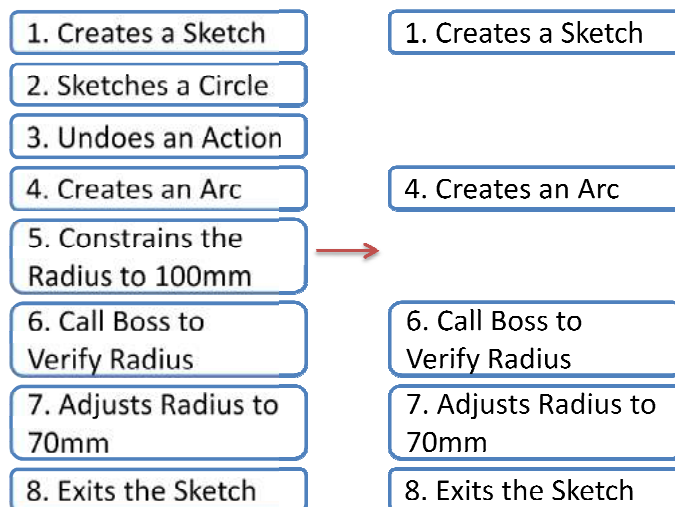 1. Creates a Sketch
2. Sketches a Circle
3. Undoes an Action
4. Creates an Arc
5. Constrains the
Radius to 100mm
6. Call Boss to
Verify Radius
7. Adjusts Radius to
70mm
8. Exits the Sketch
1. Creates a Sketch
4. Creates an Arc
6. Call Boss to
Verify Radius
7. Adjusts Radius to
70mm
8. Exits the Sketch